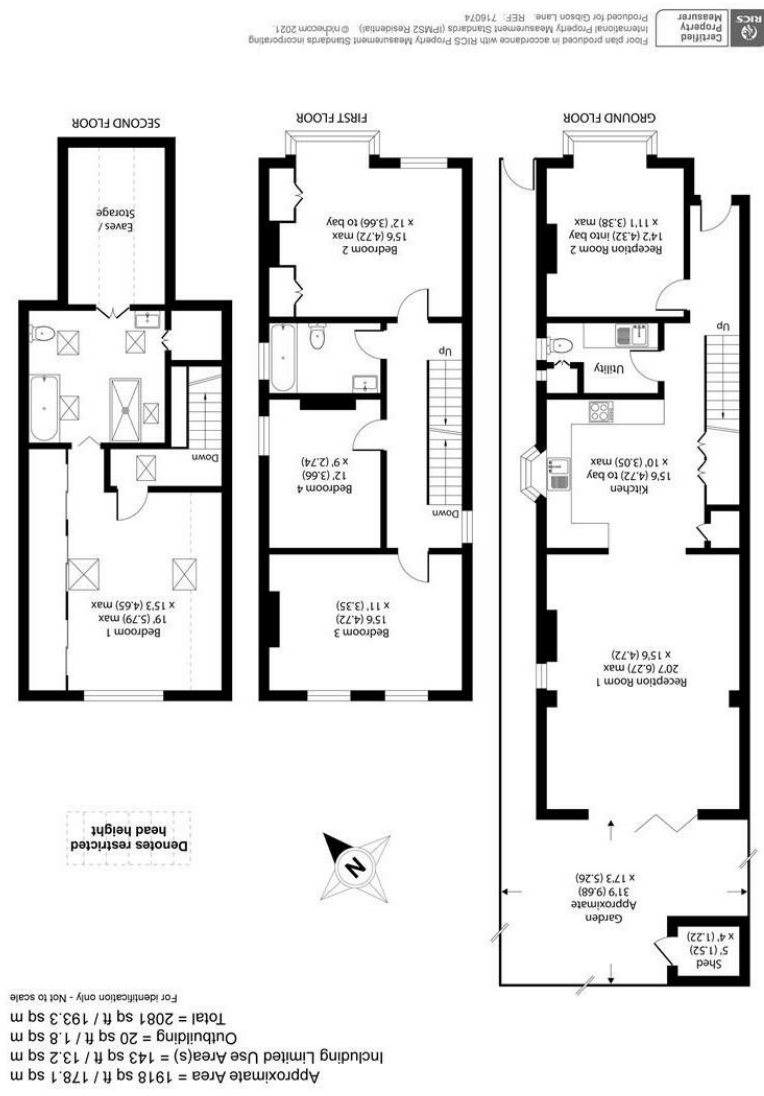 Approximate Area = 1918 sq ft / 178.1 sq m
Including Limited Use Area(s) = 143 sq ft / 13.2 sq m
Outbuilding = 20 sq ft / 1.8 sq m
Total = 2081 sq ft / 193.3 sq m
For identification only - Not to scale
Shed
5' (1.52)
x 4' (1.22)
Garden
Approximate
31'9 (9.68)
x 17'3 (5.26)
N
Denotes restricted
head height
Reception Room 1
20'7 (6.27) max
x 15'6 (4.72)
Kitchen
15'6 (4.72) to bay
x 10' (3.05) max
Utility
Up
Reception Room 2
14'2 (4.32) into bay
x 11'1 (3.38) max
GROUND FLOOR
Bedroom 3
15'6 (4.72)
x 11' (3.35)
Down
Bedroom 4
12' (3.66)
x 9' (2.74)
Up
Bedroom 2
15'6 (4.72) max
x 12' (3.66) to bay
FIRST FLOOR
Bedroom 1
19' (5.79) max
x 15'3 (4.65) max
Down
Eaves /
Storage
SECOND FLOOR
RICS
Certified
Property
Measurer
Floor plan produced in accordance with RICS Property Measurement Standards incorporating
International Property Measurement Standards (IPMS2 Residential). © nichecom 2021.
Produced for Gibson Lane. REF: 716074